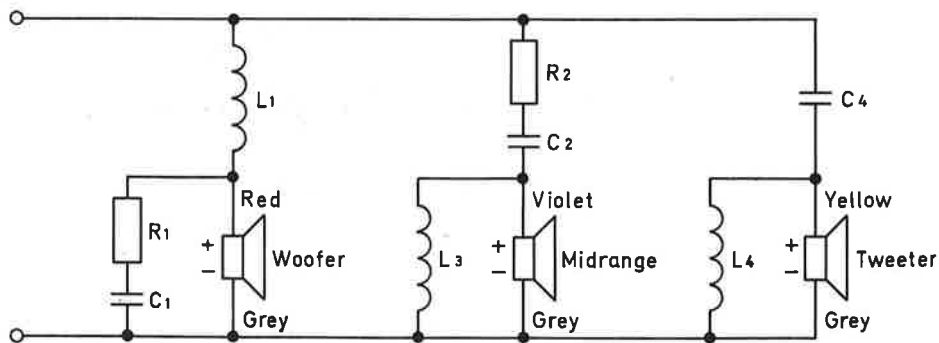 L1
R2
C4
C2
Red
Violet
Yellow
R1
+
-
Woofer
L3
+
-
Midrange
L4
+
-
Tweeter
C1
Grey
Grey
Grey